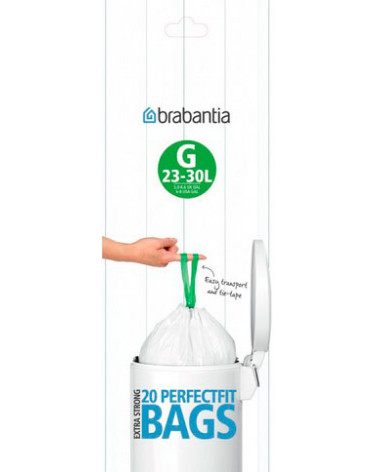 brabantia
G
23-30L
Easy transport
and tie-tape
EXTRA STRONG
20 PERFECTFIT
BAGS